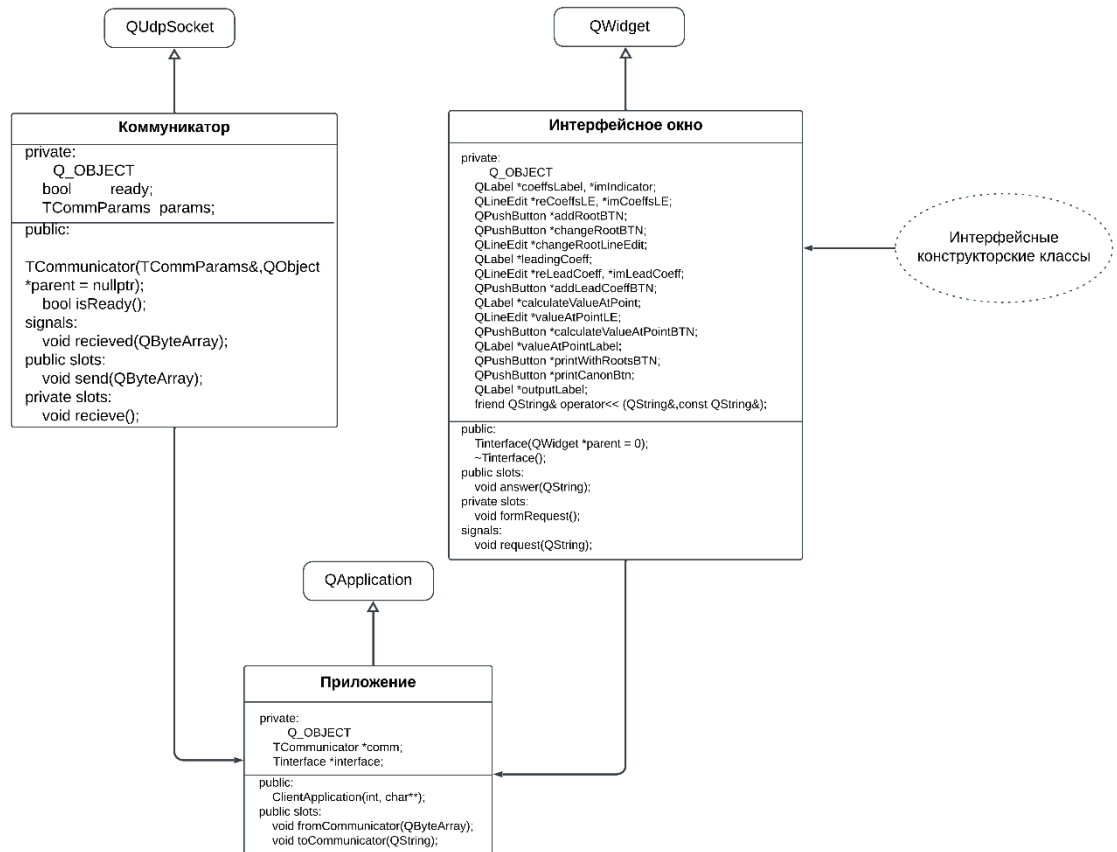 QUdpSocket
Коммуникатор
private:
Q_OBJECT
bool ready;
TCommParams params;
public:
TCommunicator(TCommParams&,QObject
*parent = nullptr);
bool isReady();
signals:
void recieved(QByteArray);
public slots:
void send(QByteArray);
private slots:
void recieve();
QWidget
Интерфейсное окно
private:
Q_OBJECT
QLabel *coeffsLabel, *imIndicator;
QLineEdit *reCoeffsLE, *imCoeffsLE;
QPushButton *addRootBTN;
QPushButton *changeRootBTN;
QLineEdit *changeRootLineEdit;
QLabel *leadingCoeff;
QLineEdit *reLeadCoeff, *imLeadCoeff;
QPushButton *addLeadCoeffBTN;
QLabel *calculateValueAtPoint;
QLineEdit *valueAtPointLE;
QPushButton *calculateValueAtPointBTN;
QLabel *valueAtPointLabel;
QPushButton *printWithRootsBTN;
QPushButton *printCanonBtn;
QLabel *outputLabel;
friend QString& operator<< (QString&,const QString&);
public:
Tinterface(QWidget *parent = 0);
~Tinterface();
public slots:
void answer(QString);
private slots:
void formRequest();
signals:
void request(QString);
Интерфейсные
конструкторские классы
QApplication
Приложение
private:
Q_OBJECT
TCommunicator *comm;
Tinterface *interface;
public:
ClientApplication(int, char**);
public slots:
void fromCommunicator(QByteArray);
void toCommunicator(QString);